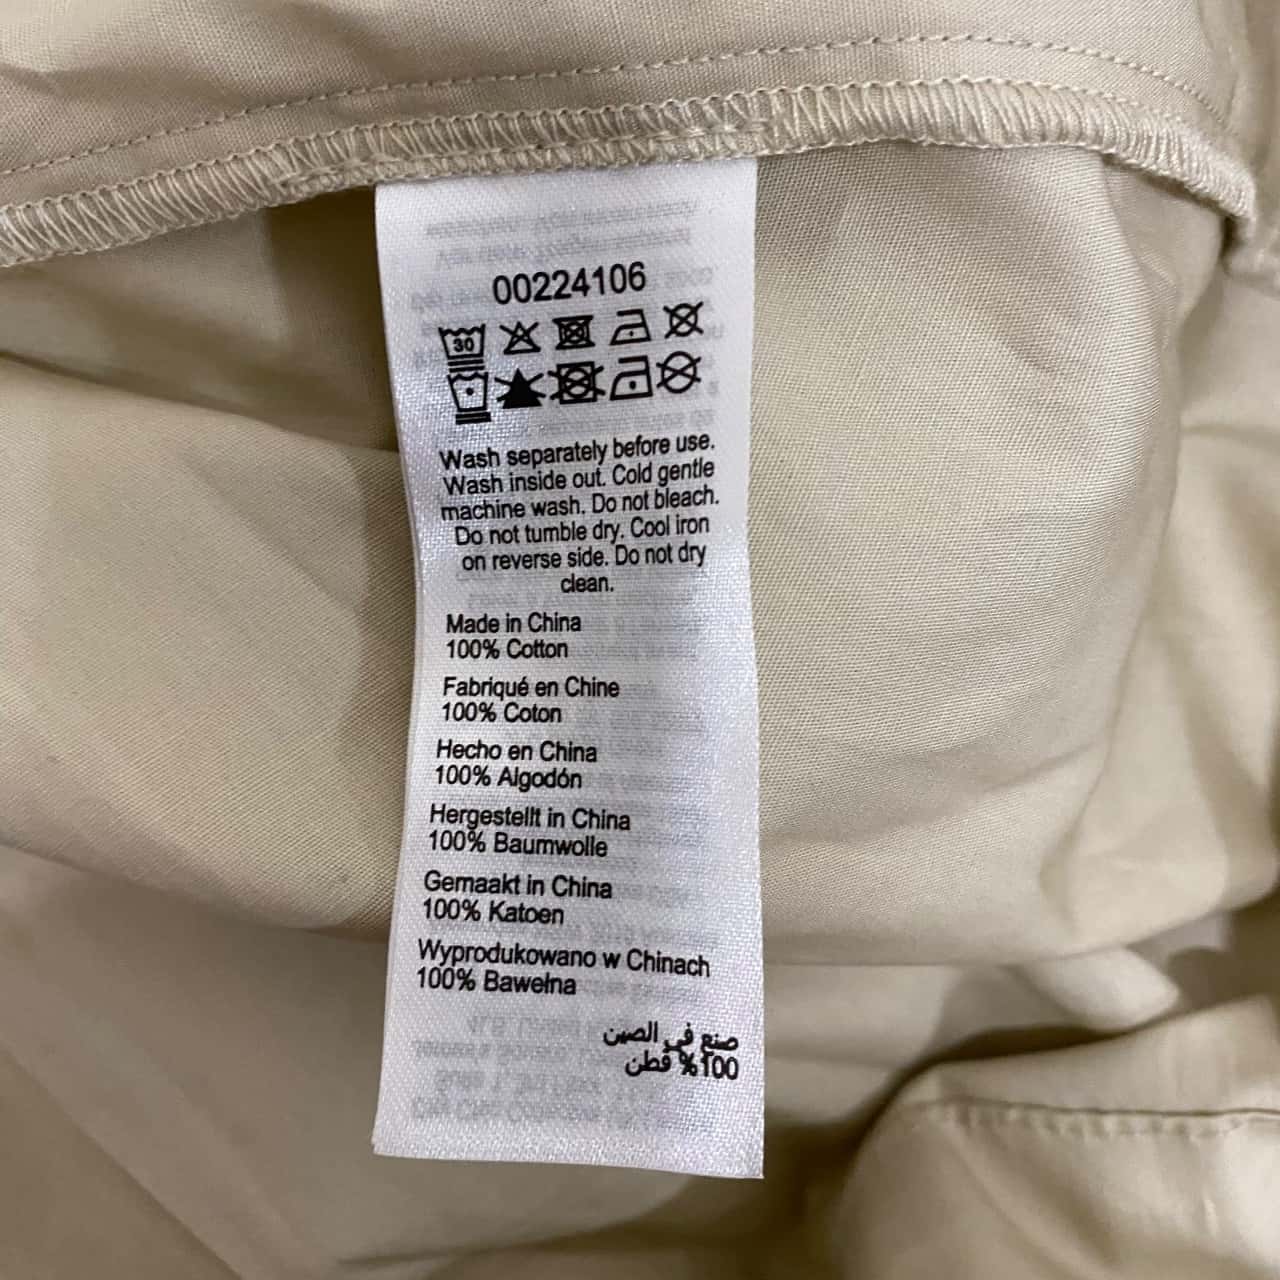 00224106
30
Wash separately before use.
Wash inside out. Cold gentle
machine wash. Do not bleach.
Do not tumble dry. Cool iron
on reverse side. Do not dry
clean.
Made in China
100% Cotton
Fabriqué en Chine
100% Coton
Hecho en China
100% Algodón
Hergestellt in China
100% Baumwolle
Gemaakt in China
100% Katoen
Wyprodukowano w Chinach
100% Bawełna
صنع في الصين
100% قطن